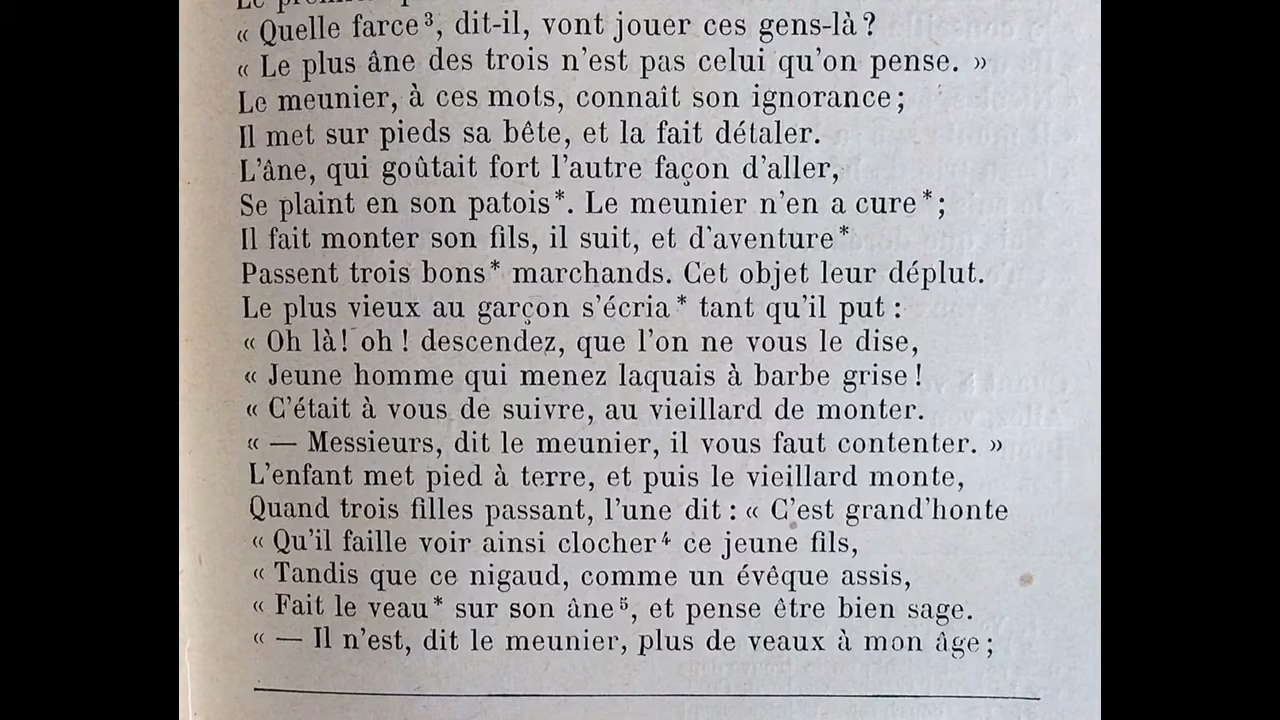 « Quelle farce³, dit-il, vont jouer ces gens-là ?
« Le plus âne des trois n'est pas celui qu'on pense. »
Le meunier, à ces mots, connaît son ignorance ;
Il met sur pieds sa bête, et la fait détaler.
L'âne, qui goûtait fort l'autre façon d'aller,
Se plaint en son patois*. Le meunier n'en a cure* ;
Il fait monter son fils, il suit, et d'aventure*
Passent trois bons* marchands. Cet objet leur déplut.
Le plus vieux au garçon s'écria* tant qu'il put :
« Oh là ! oh ! descendez, que l'on ne vous le dise,
« Jeune homme qui menez laquais à barbe grise !
« C'était à vous de suivre, au vieillard de monter.
« — Messieurs, dit le meunier, il vous faut contenter. »
L'enfant met pied à terre, et puis le vieillard monte,
Quand trois filles passant, l'une dit : « C'est grand'honte
« Qu'il faille voir ainsi clocher⁴ ce jeune fils,
« Tandis que ce nigaud, comme un évêque assis,
« Fait le veau* sur son âne⁵, et pense être bien sage.
« — Il n'est, dit le meunier, plus de veaux à mon âge ;